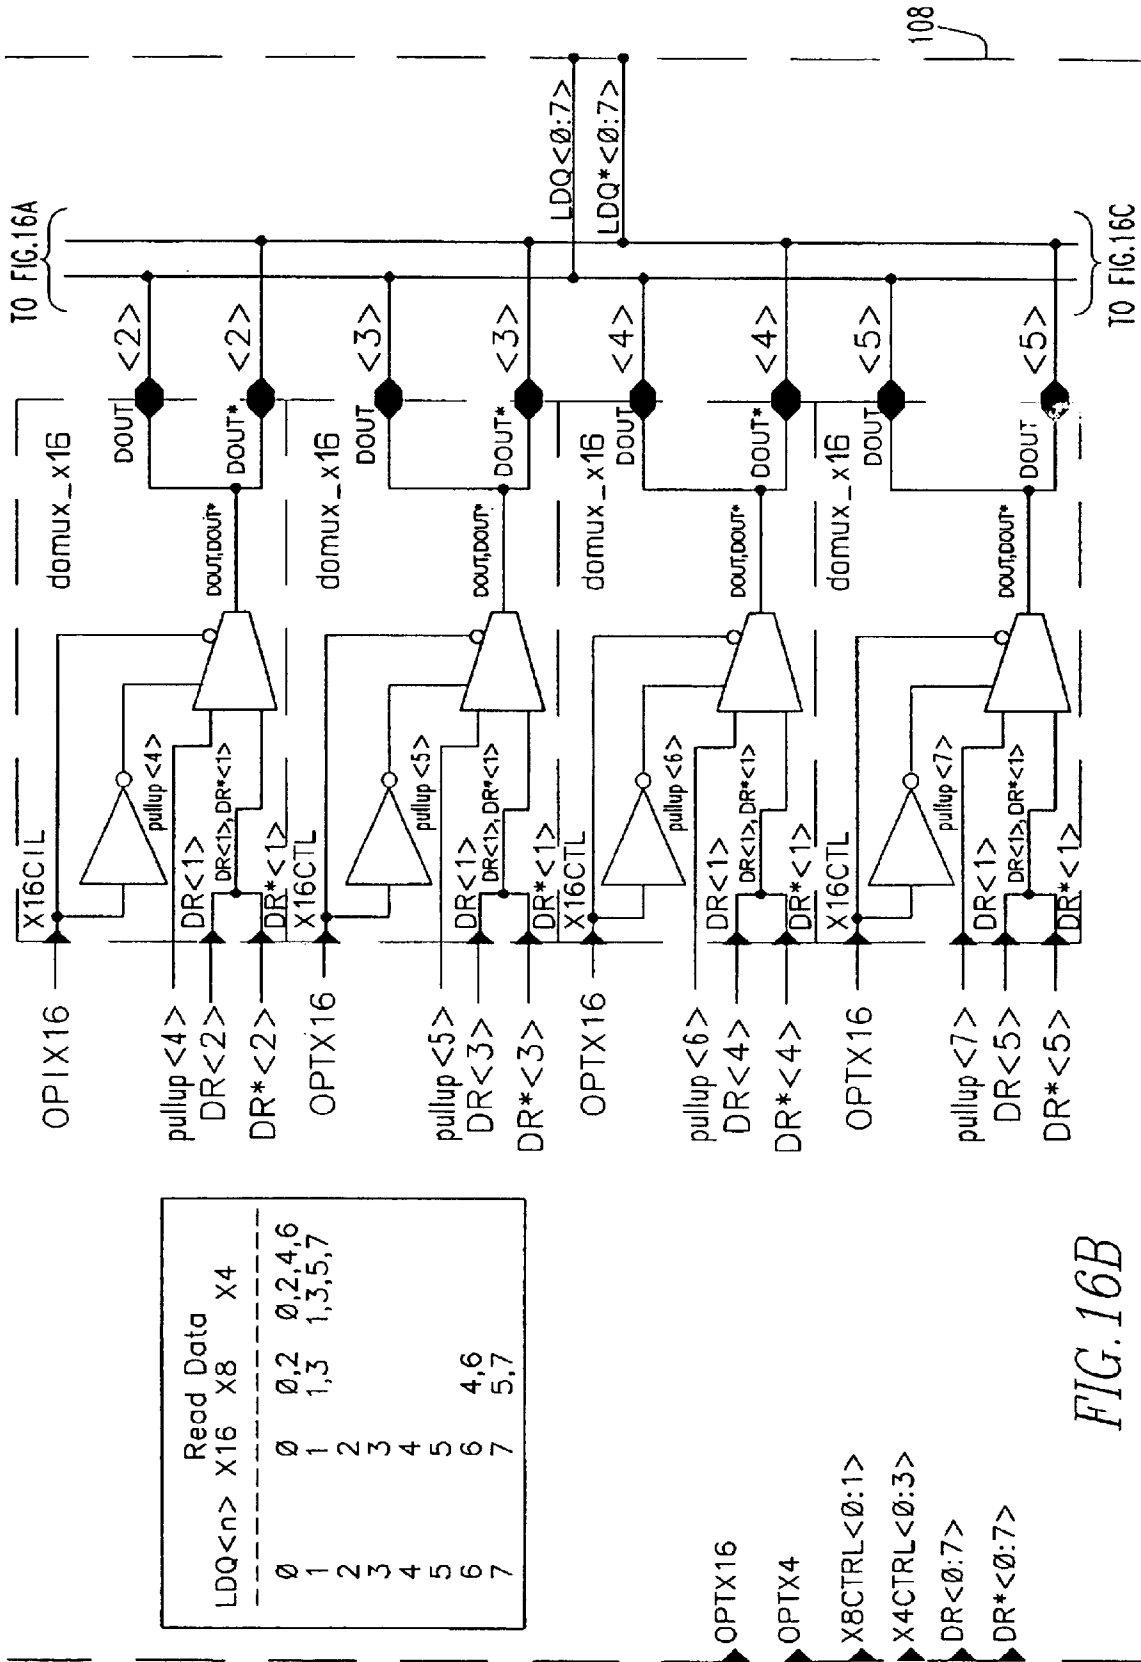 TO FIG.16A
108
OPIX16
X16CIL
domux_x16
pullup<4>
pullup<4>
DR<2>
DR<1>
DR<1>,DR*<1>
DR*<2>
DR*<1>
DOUT,DOUT*
DOUT
<2>
DOUT*
<2>
OPTX16
X16CTL
domux_x16
pullup<5>
pullup<5>
DR<3>
DR<1>
DR<1>,DR*<1>
DR*<3>
DR*<1>
DOUT,DOUT*
DOUT
<3>
DOUT*
<3>
LDQ<0:7>
LDQ*<0:7>
OPTX16
X16CTL
domux_x16
pullup<6>
pullup<6>
DR<4>
DR<1>
DR<1>,DR*<1>
DR*<4>
DR*<1>
DOUT,DOUT*
DOUT
<4>
DOUT*
<4>
OPTX16
X16CTL
domux_x16
pullup<7>
pullup<7>
DR<5>
DR<1>
DR<1>,DR*<1>
DR*<5>
DR*<1>
DOUT,DOUT*
DOUT
<5>
DOUT
<5>
TO FIG.16C
Read Data
LDQ<n> X16 X8 X4
0 0 0,2 0,2,4,6
1 1 1,3 1,3,5,7
2 2
3 3
4 4
5 5
6 6 4,6
7 7 5,7
OPTX16
OPTX4
X8CTRL<0:1>
X4CTRL<0:3>
DR<0:7>
DR*<0:7>
FIG. 16B